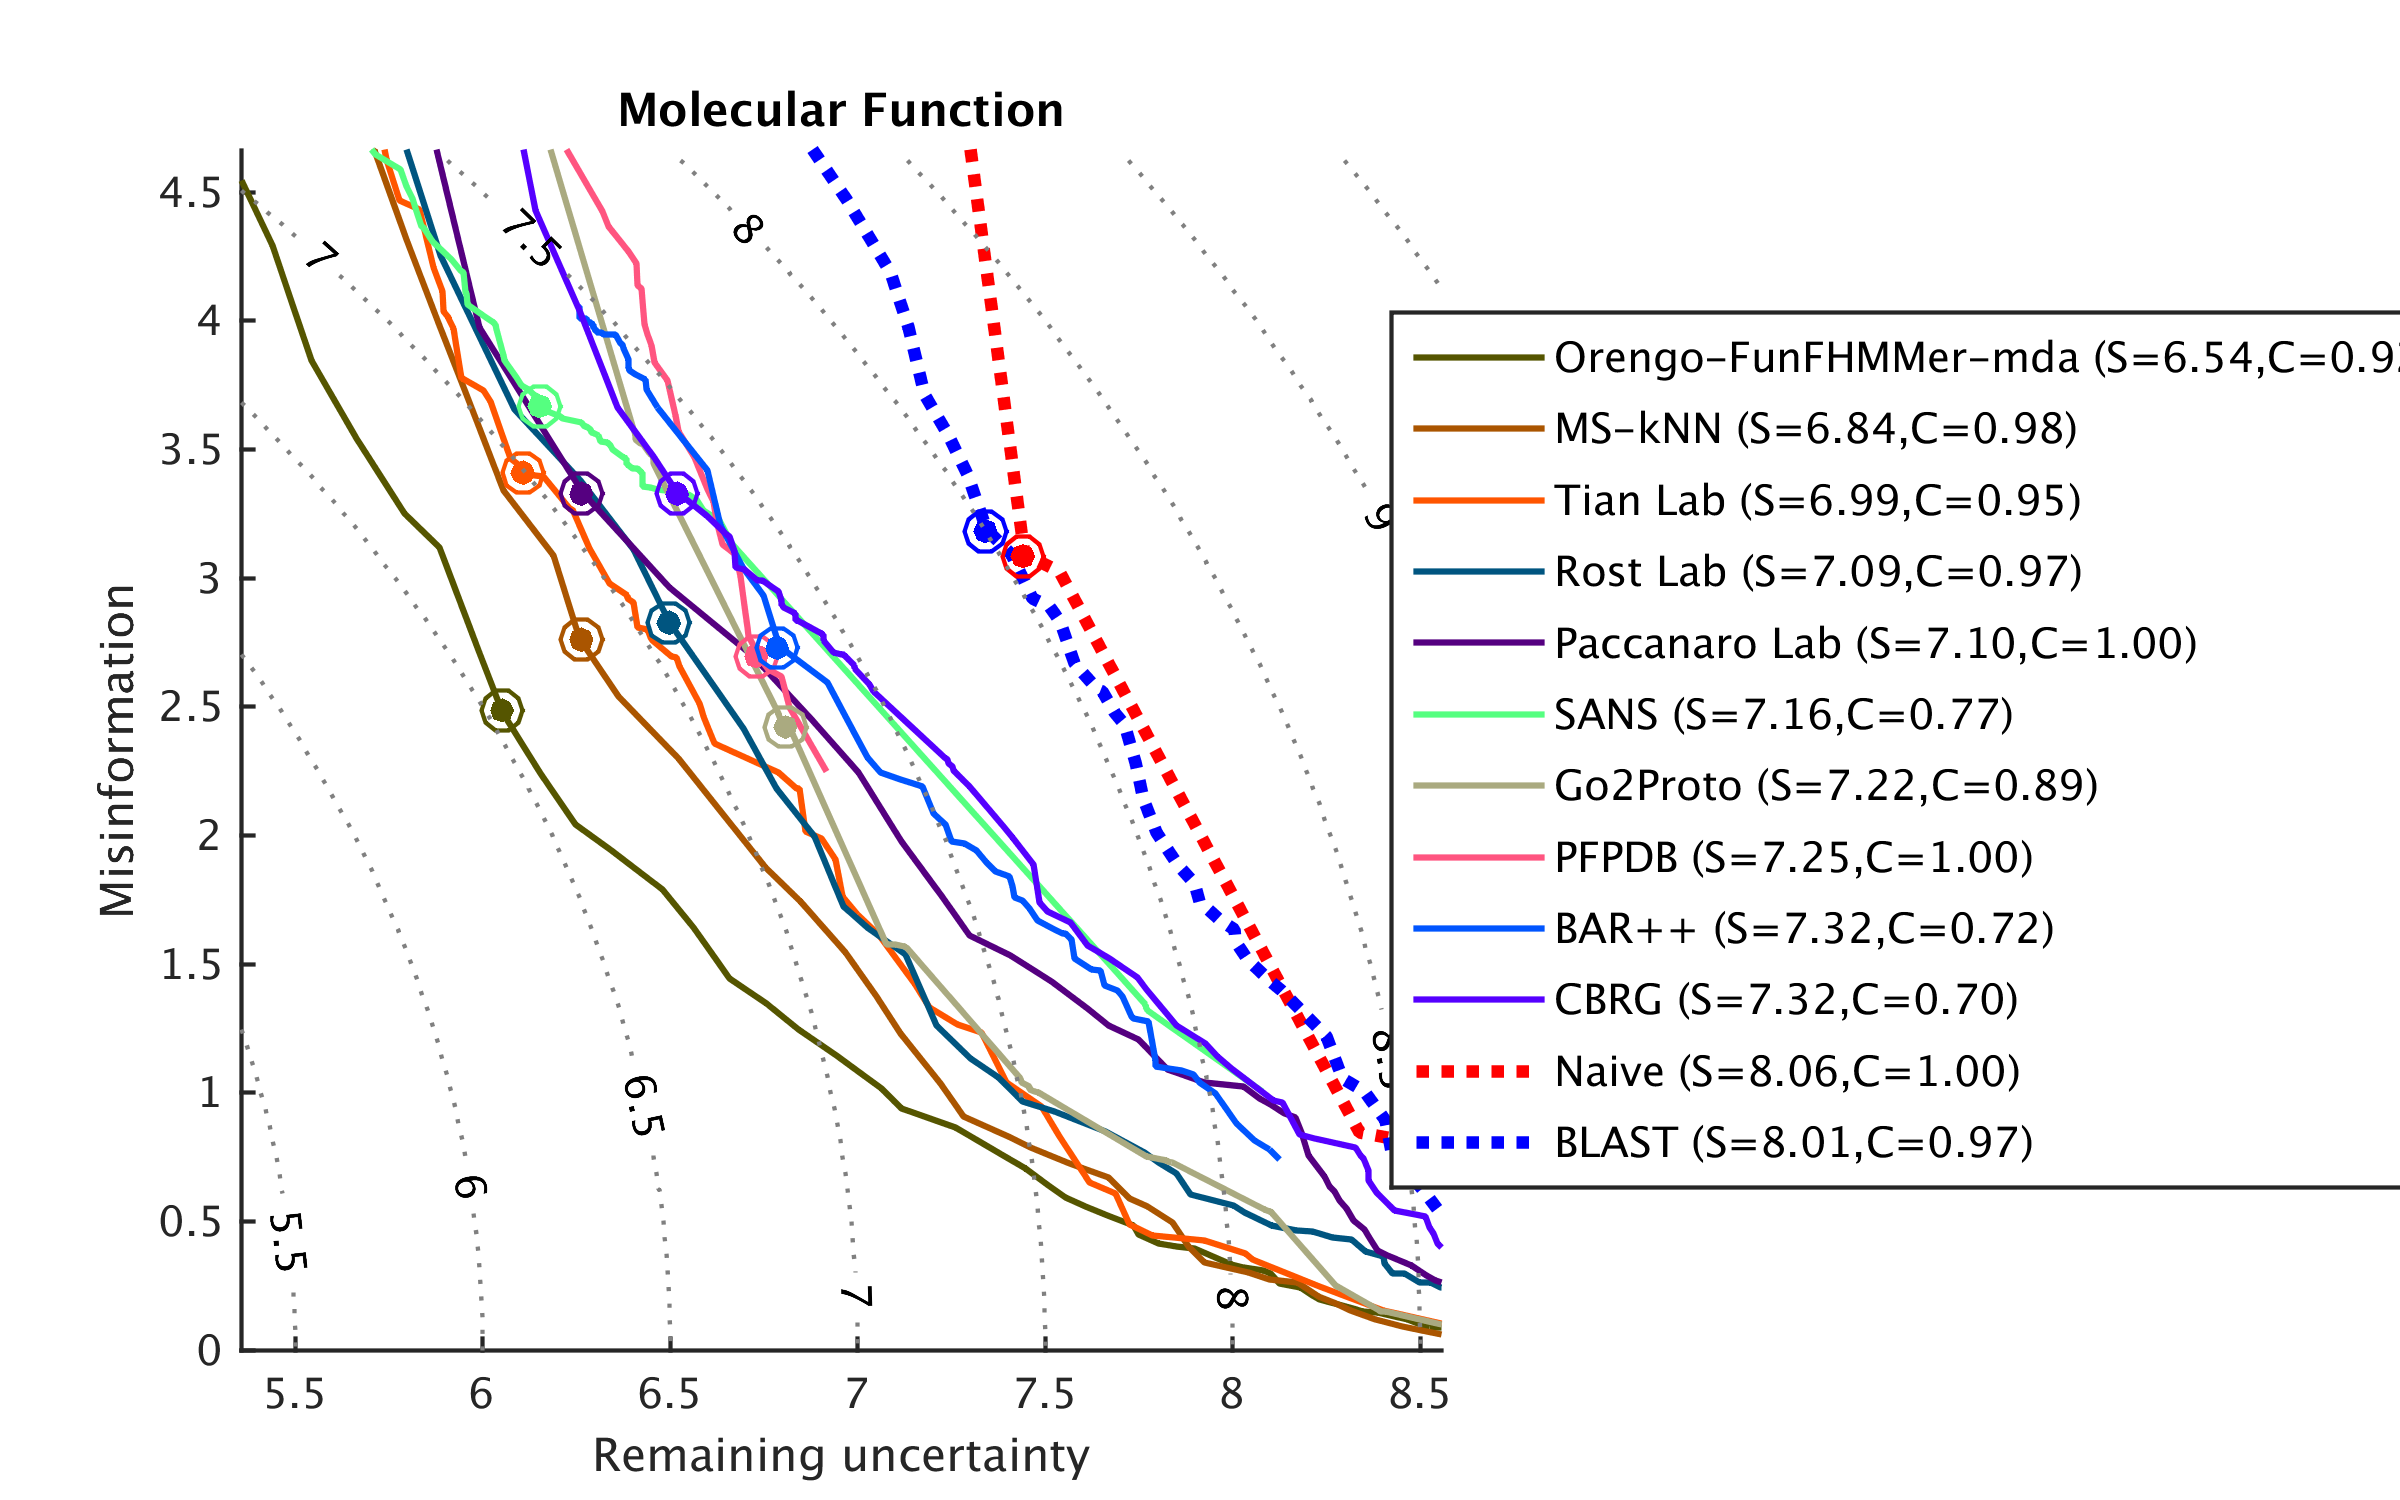 Molecular Function
Misinformation
4.5
4
3.5
3
2.5
2
1.5
1
0.5
0
5.5
6
6.5
7
7.5
8
8.5
Remaining uncertainty
7
7.5
8
9
5.5
6
6.5
7
8
Orengo-FunFHMMer-mda (S=6.54,C=0.92
MS-kNN (S=6.84,C=0.98)
Tian Lab (S=6.99,C=0.95)
Rost Lab (S=7.09,C=0.97)
Paccanaro Lab (S=7.10,C=1.00)
SANS (S=7.16,C=0.77)
Go2Proto (S=7.22,C=0.89)
PFPDB (S=7.25,C=1.00)
BAR++ (S=7.32,C=0.72)
CBRG (S=7.32,C=0.70)
Naive (S=8.06,C=1.00)
BLAST (S=8.01,C=0.97)